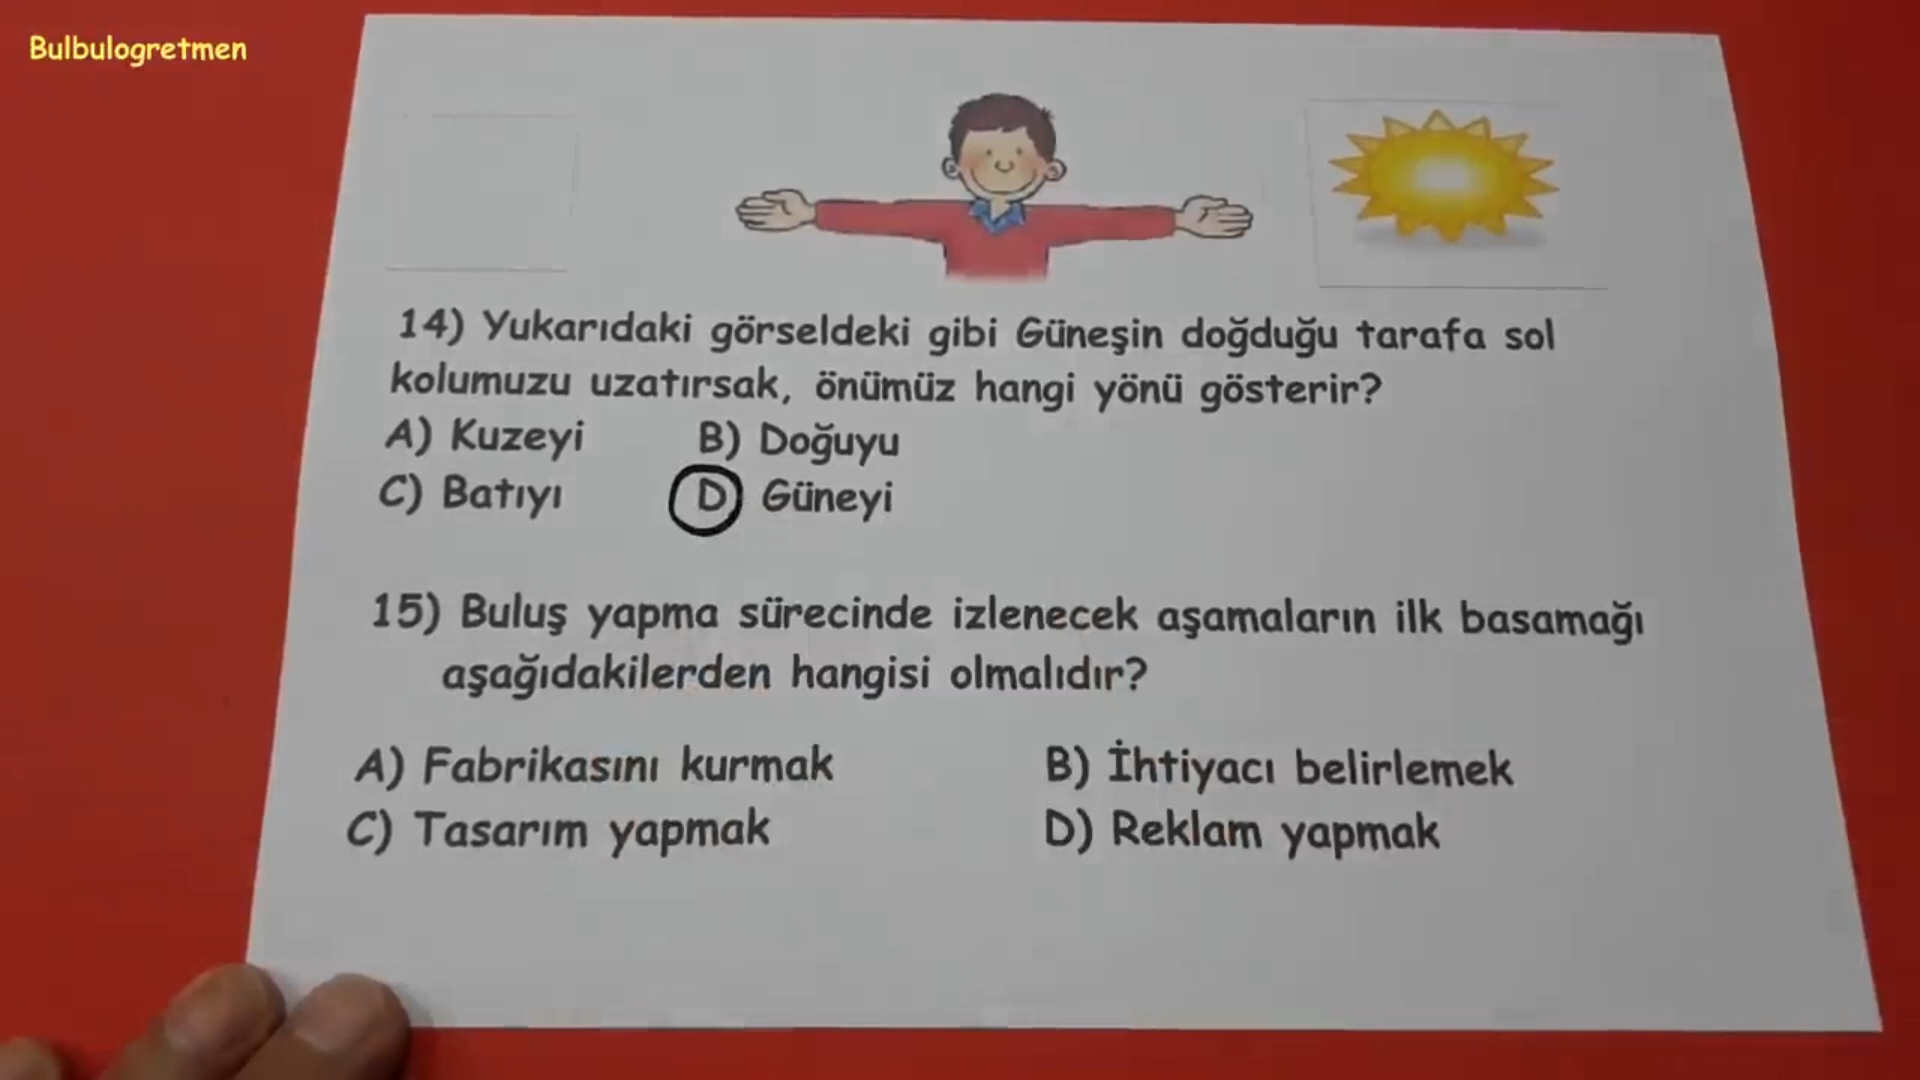 Bulbulogretmen
14) Yukarıdaki görseldeki gibi Güneşin doğduğu tarafa sol
kolumuzu uzatırsak, önümüz hangi yönü gösterir?
A) Kuzeyi B) Doğuyu
C) Batıyı D) Güneyi
15) Buluş yapma sürecinde izlenecek aşamaların ilk basamağı
aşağıdakilerden hangisi olmalıdır?
A) Fabrikasını kurmak B) İhtiyacı belirlemek
C) Tasarım yapmak D) Reklam yapmak